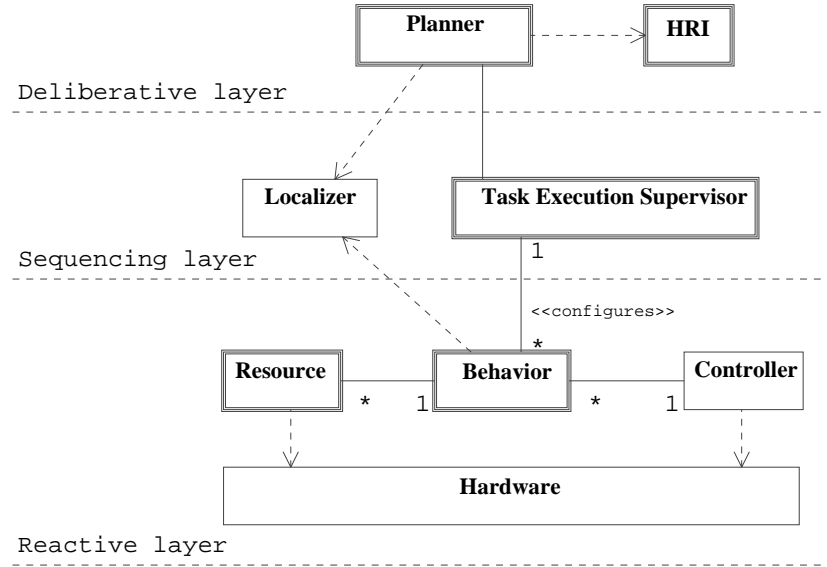 Planner
HRI
Deliberative layer
Localizer
Task Execution Supervisor
1
Sequencing layer
<<configures>>
*
Resource
Behavior
Controller
* 1
* 1
Hardware
Reactive layer